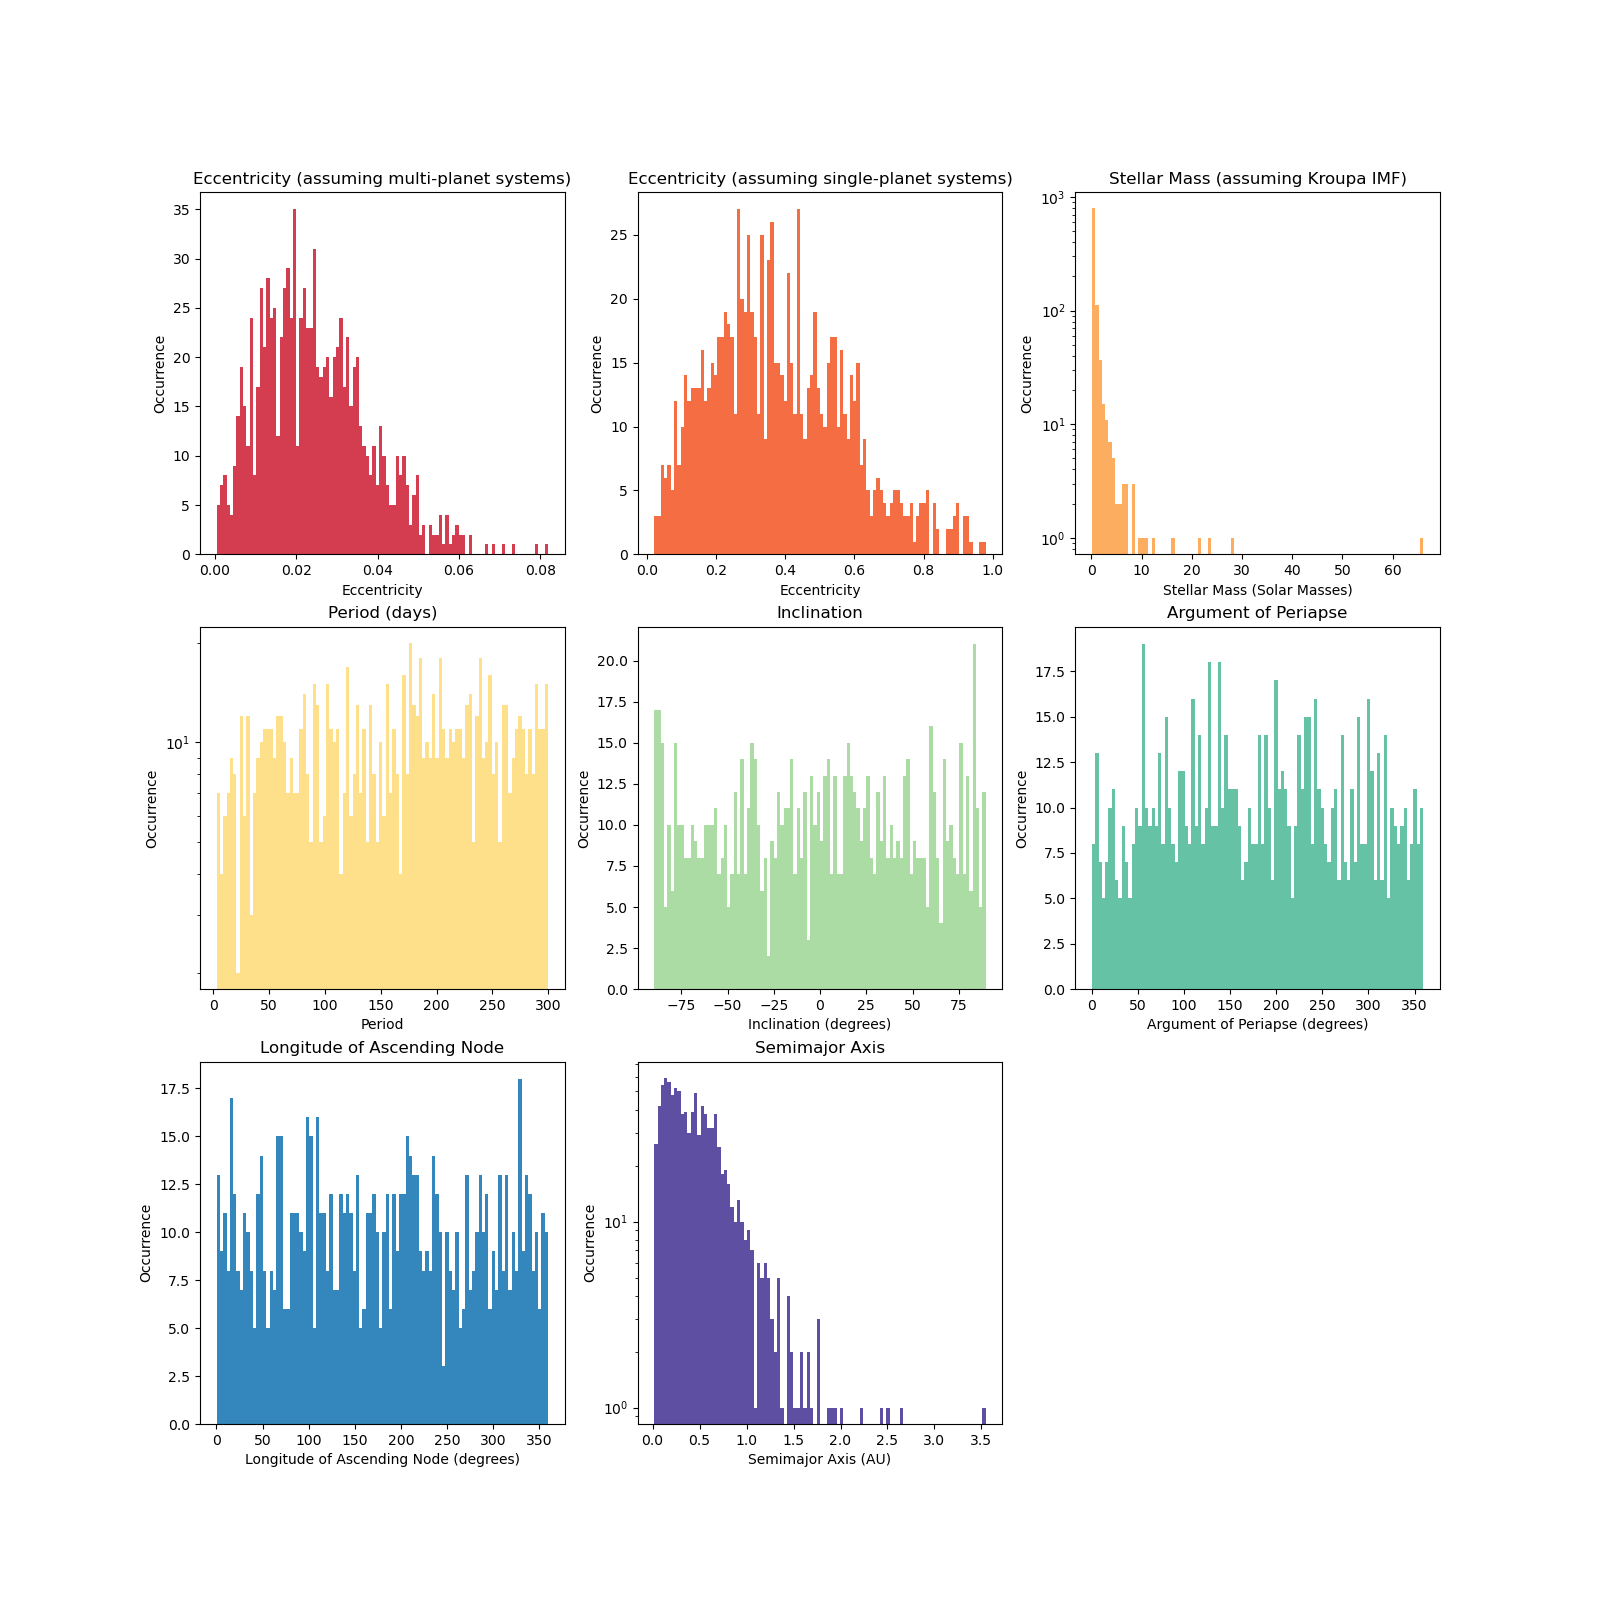 Eccentricity (assuming multi-planet systems)
Occurrence
35
30
25
20
15
10
5
0
0.00 0.02 0.04 0.06 0.08
Eccentricity
Eccentricity (assuming single-planet systems)
Occurrence
25
20
15
10
5
0
0.0 0.2 0.4 0.6 0.8 1.0
Eccentricity
Stellar Mass (assuming Kroupa IMF)
Occurrence
10³
10²
10¹
10⁰
0 10 20 30 40 50 60
Stellar Mass (Solar Masses)
Period (days)
Occurrence
10¹
0 50 100 150 200 250 300
Period
Inclination
Occurrence
20.0
17.5
15.0
12.5
10.0
7.5
5.0
2.5
0.0
−75 −50 −25 0 25 50 75
Inclination (degrees)
Argument of Periapse
Occurrence
17.5
15.0
12.5
10.0
7.5
5.0
2.5
0.0
0 50 100 150 200 250 300 350
Argument of Periapse (degrees)
Longitude of Ascending Node
Occurrence
17.5
15.0
12.5
10.0
7.5
5.0
2.5
0.0
0 50 100 150 200 250 300 350
Longitude of Ascending Node (degrees)
Semimajor Axis
Occurrence
10¹
10⁰
0.0 0.5 1.0 1.5 2.0 2.5 3.0 3.5
Semimajor Axis (AU)